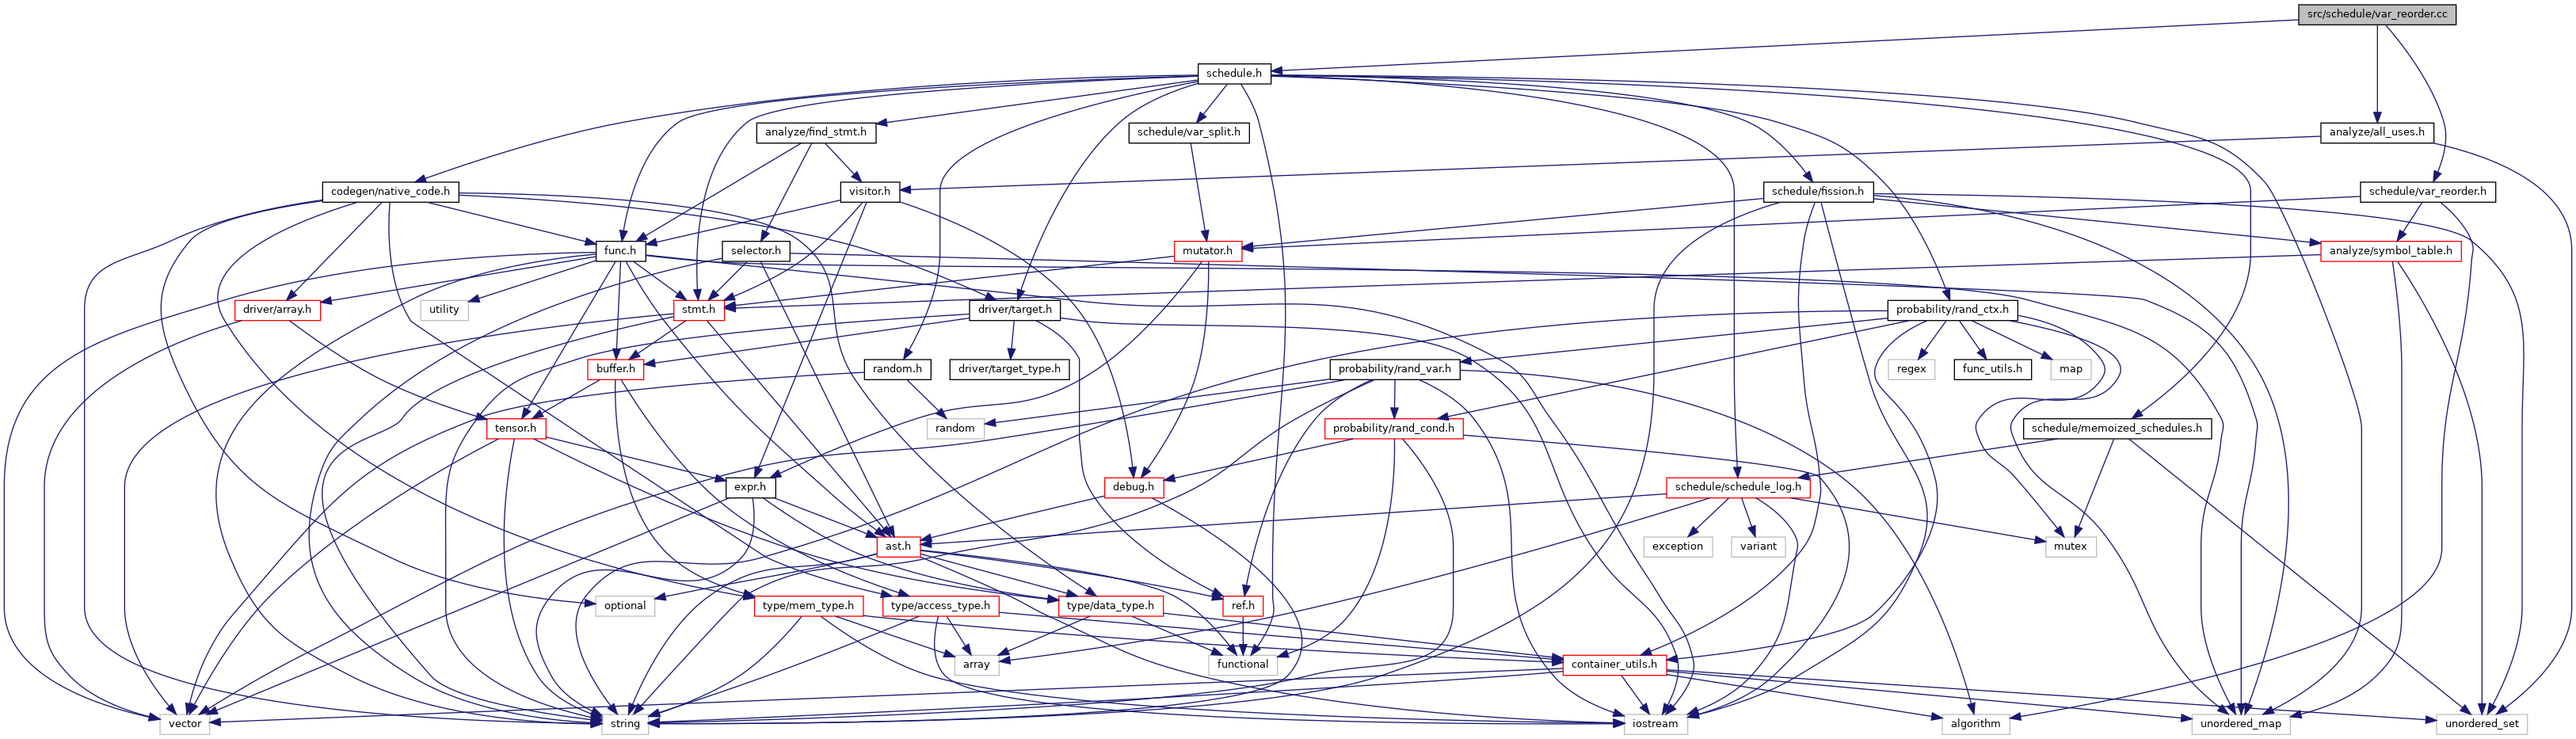 src/schedule/var_reorder.cc
schedule.h
analyze/find_stmt.h
schedule/var_split.h
analyze/all_uses.h
codegen/native_code.h
visitor.h
schedule/fission.h
schedule/var_reorder.h
func.h
selector.h
mutator.h
analyze/symbol_table.h
driver/array.h
utility
stmt.h
driver/target.h
probability/rand_ctx.h
buffer.h
random.h
driver/target_type.h
probability/rand_var.h
regex
func_utils.h
map
tensor.h
random
probability/rand_cond.h
schedule/memoized_schedules.h
expr.h
debug.h
schedule/schedule_log.h
ast.h
exception
variant
mutex
optional
type/mem_type.h
type/access_type.h
type/data_type.h
ref.h
array
functional
container_utils.h
vector
string
iostream
algorithm
unordered_map
unordered_set